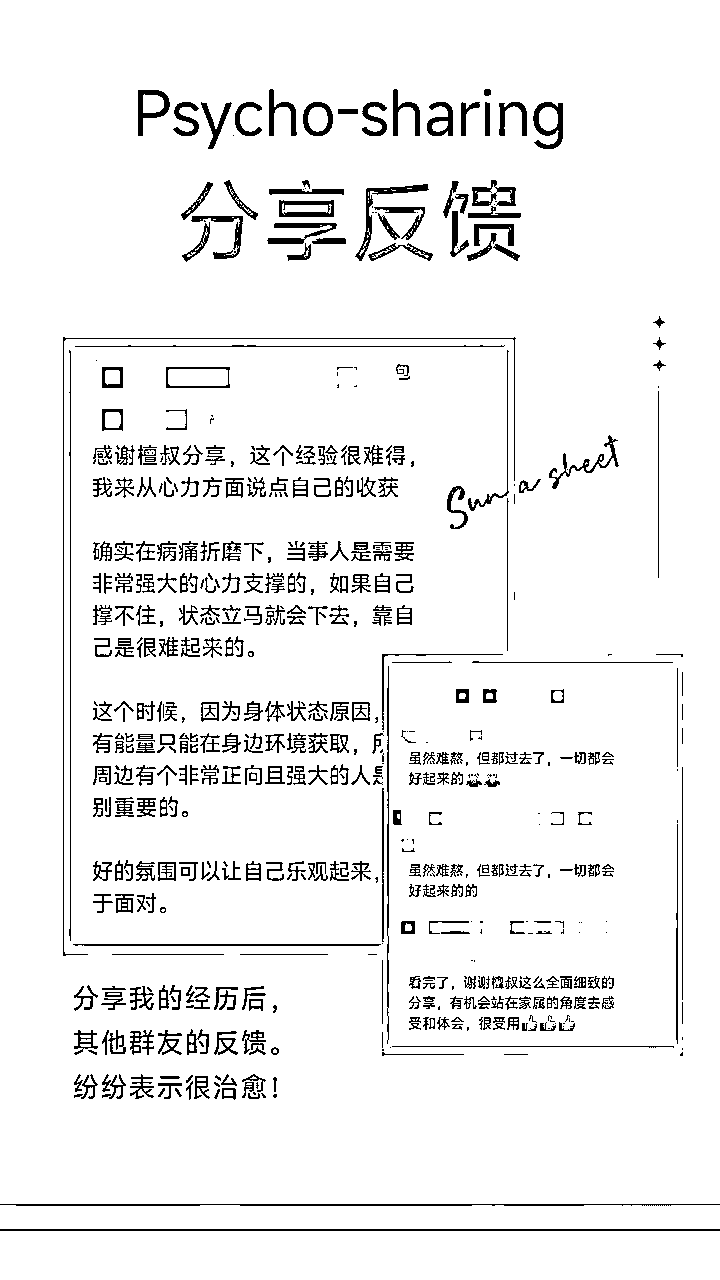 Psycho-sharing
分享反馈
Sun a sheet
感谢檀叔分享，这个经验很难得，
我来从心力方面说点自己的收获
确实在病痛折磨下，当事人是需要
非常强大的心力支撑的，如果自己
撑不住，状态立马就会下去，靠自
己是很难起来的。
这个时候，因为身体状态原因，
有能量只能在身边环境获取，
周边有个非常正向且强大的人是
别重要的。
好的氛围可以让自己乐观起来，
于面对。
虽然难熬，但都过去了，一切都会
好起来的
虽然难熬，但都过去了，一切都会
好起来的的
看完了，谢谢檀叔这么全面细致的
分享，有机会站在家属的角度去感
受和体会，很受用👍👍👍
分享我的经历后，
其他群友的反馈。
纷纷表示很治愈！